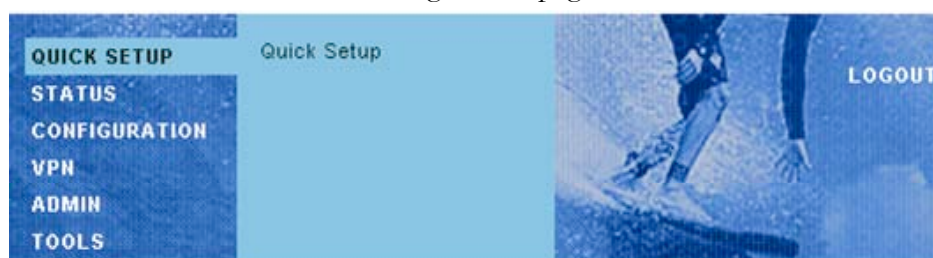 QUICK SETUP
STATUS
CONFIGURATION
VPN
ADMIN
TOOLS
Quick Setup
LOGOUT